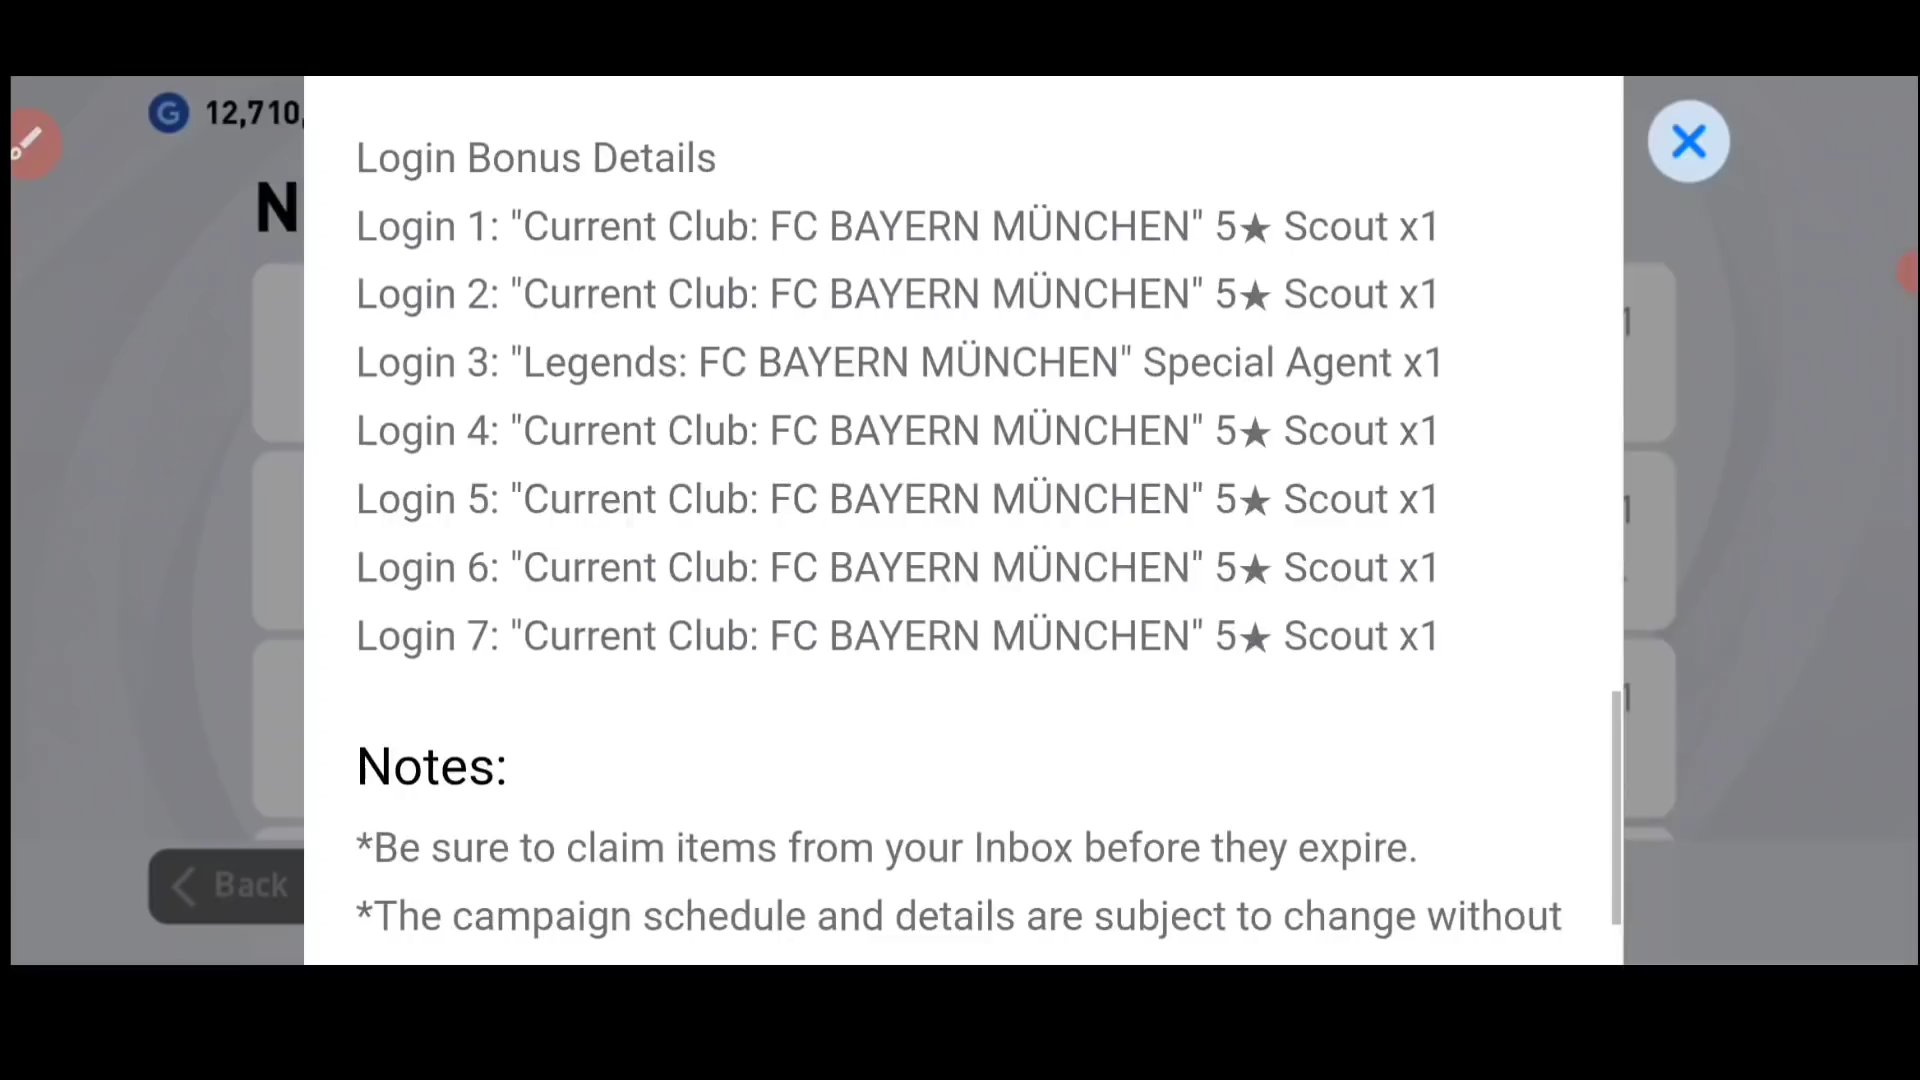 G 12,710,
N
Login Bonus Details
Login 1: "Current Club: FC BAYERN MÜNCHEN" 5★ Scout x1
Login 2: "Current Club: FC BAYERN MÜNCHEN" 5★ Scout x1
Login 3: "Legends: FC BAYERN MÜNCHEN" Special Agent x1
Login 4: "Current Club: FC BAYERN MÜNCHEN" 5★ Scout x1
Login 5: "Current Club: FC BAYERN MÜNCHEN" 5★ Scout x1
Login 6: "Current Club: FC BAYERN MÜNCHEN" 5★ Scout x1
Login 7: "Current Club: FC BAYERN MÜNCHEN" 5★ Scout x1
Notes:
*Be sure to claim items from your Inbox before they expire.
Back
*The campaign schedule and details are subject to change without